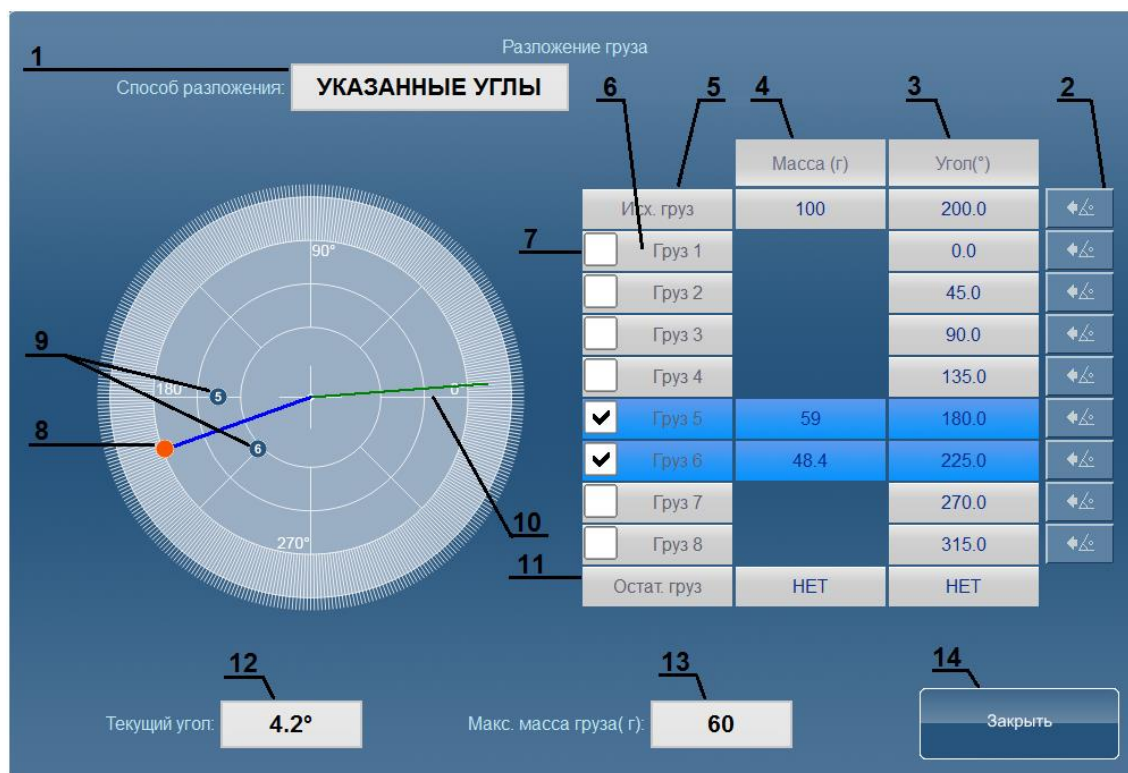 Разложение груза
1
Способ разложения: УКАЗАННЫЕ УГЛЫ
6 5 4 3 2
Масса (г) Угол(°)
Исх. груз 100 200.0
7 Груз 1 0.0
90°
Груз 2 45.0
Груз 3 90.0
9
Груз 4 135.0
180 5 0° Груз 5 59 180.0
8 6 Груз 6 48.4 225.0
Груз 7 270.0
10
270° Груз 8 315.0
11
Остат. груз НЕТ НЕТ
12 13 14
Текущий угол: 4.2° Макс. масса груза( г): 60 Закрыть